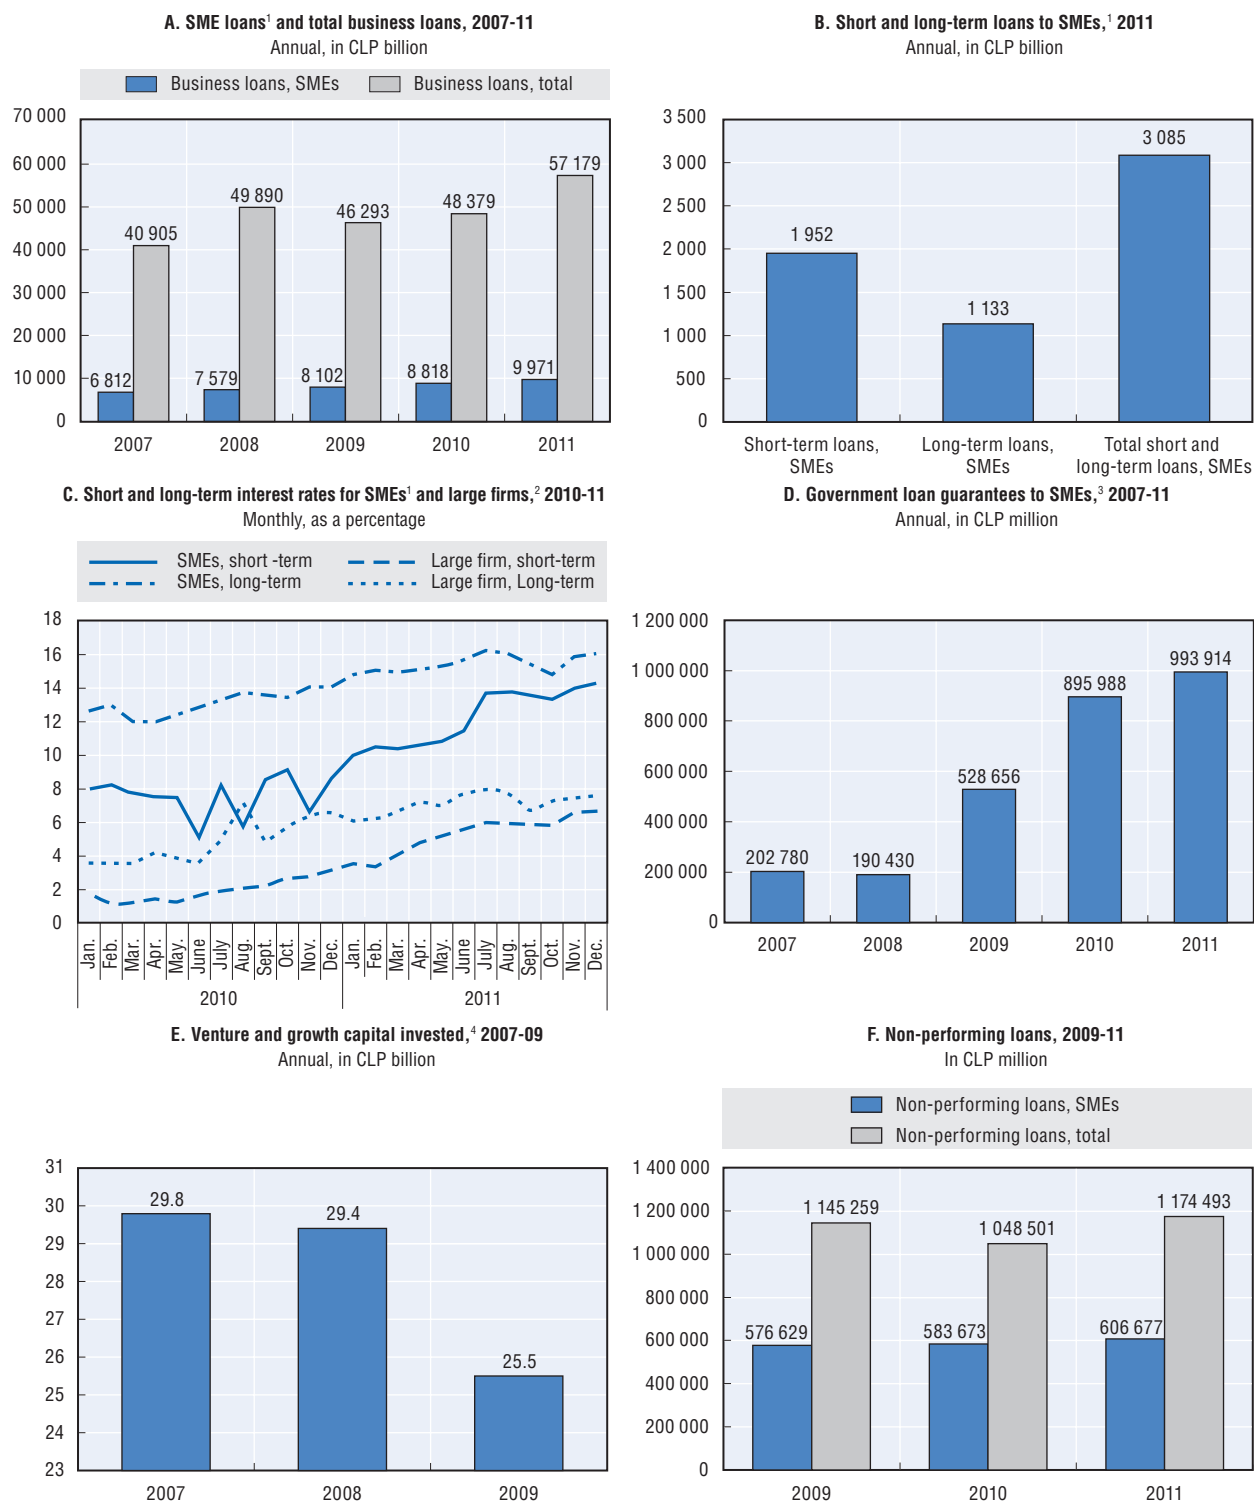 A. SME loans¹ and total business loans, 2007-11
Annual, in CLP billion
Business loans, SMEs
Business loans, total
70 000
60 000
50 000
40 000
30 000
20 000
10 000
0
6 812
40 905
7 579
49 890
8 102
46 293
8 818
48 379
9 971
57 179
2007
2008
2009
2010
2011
B. Short and long-term loans to SMEs,¹ 2011
Annual, in CLP billion
3 500
3 000
2 500
2 000
1 500
1 000
500
0
1 952
1 133
3 085
Short-term loans,
SMEs
Long-term loans,
SMEs
Total short and
long-term loans, SMEs
C. Short and long-term interest rates for SMEs¹ and large firms,² 2010-11
Monthly, as a percentage
SMEs, short -term
Large firm, short-term
SMEs, long-term
Large firm, Long-term
18
16
14
12
10
8
6
4
2
0
Jan.
Feb.
Mar.
Apr.
May.
June
July
Aug.
Sept.
Oct.
Nov.
Dec.
Jan.
Feb.
Mar.
Apr.
May.
June
July
Aug.
Sept.
Oct.
Nov.
Dec.
2010
2011
D. Government loan guarantees to SMEs,³ 2007-11
Annual, in CLP million
1 200 000
1 000 000
800 000
600 000
400 000
200 000
0
202 780
190 430
528 656
895 988
993 914
2007
2008
2009
2010
2011
E. Venture and growth capital invested,⁴ 2007-09
Annual, in CLP billion
31
30
29
28
27
26
25
24
23
29.8
29.4
25.5
2007
2008
2009
F. Non-performing loans, 2009-11
In CLP million
Non-performing loans, SMEs
Non-performing loans, total
1 400 000
1 200 000
1 000 000
800 000
600 000
400 000
200 000
0
576 629
1 145 259
583 673
1 048 501
606 677
1 174 493
2009
2010
2011